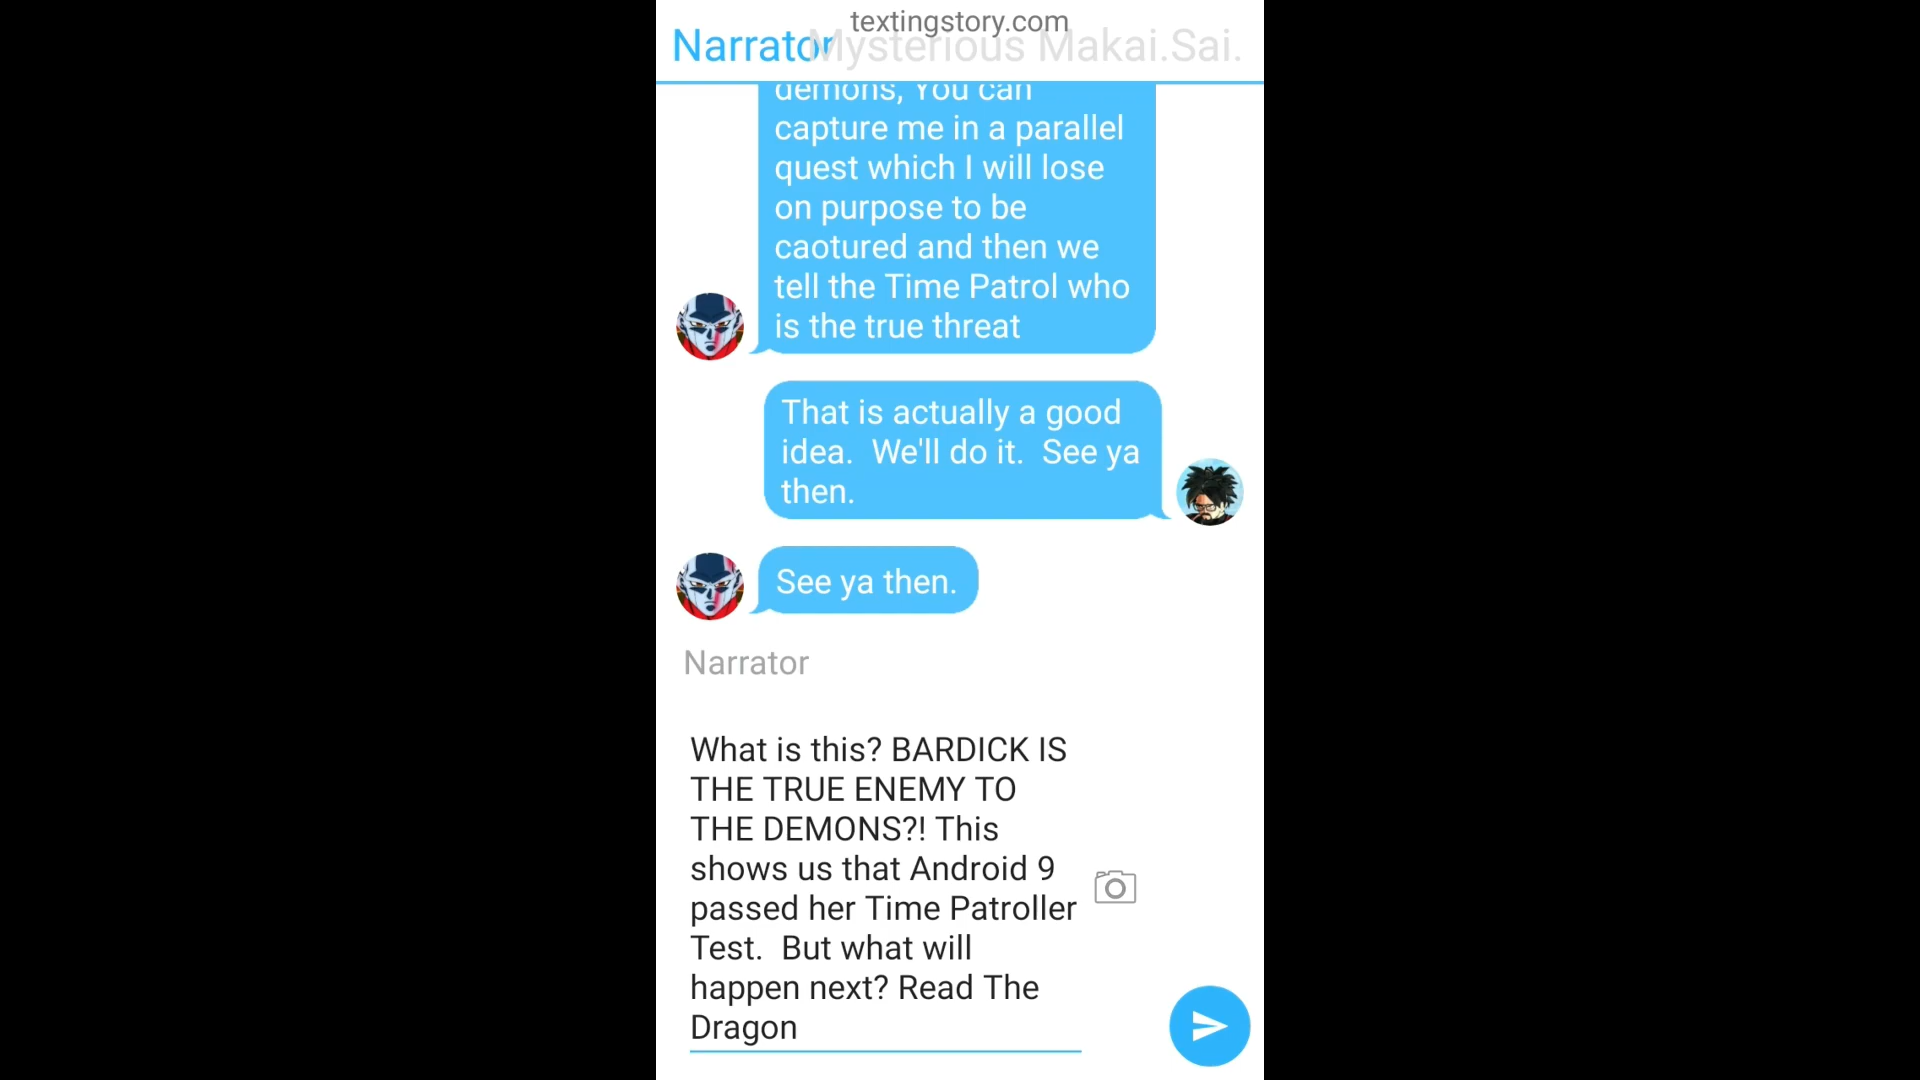 textingstory.com
Narrator Mysterious Makai.Sai.
demons, You can
capture me in a parallel
quest which I will lose
on purpose to be
caotured and then we
tell the Time Patrol who
is the true threat
That is actually a good
idea.  We'll do it.  See ya
then.
See ya then.
Narrator
What is this? BARDICK IS
THE TRUE ENEMY TO
THE DEMONS?! This
shows us that Android 9
passed her Time Patroller
Test.  But what will
happen next? Read The
Dragon